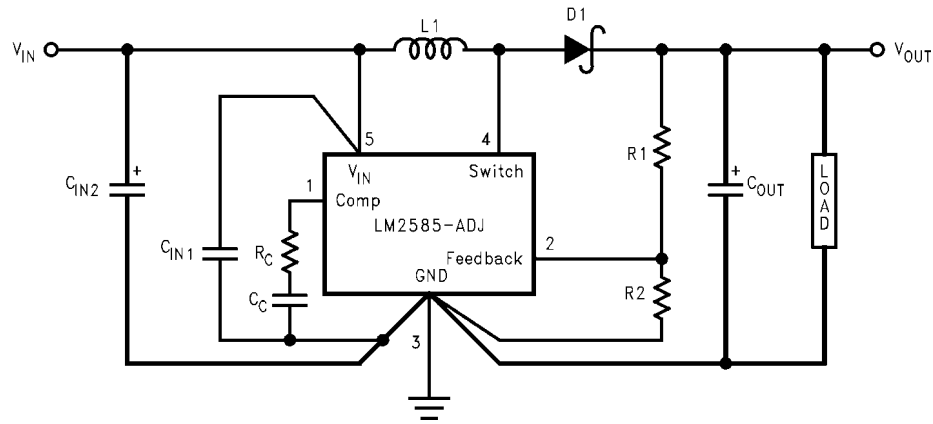 L1
D1
V_IN
V_OUT
5
4
R1
V_IN
Switch
C_IN2
+
1
Comp
+
C_OUT
LOAD
LM2585-ADJ
C_IN1
R_C
2
Feedback
GND
C_C
R2
3